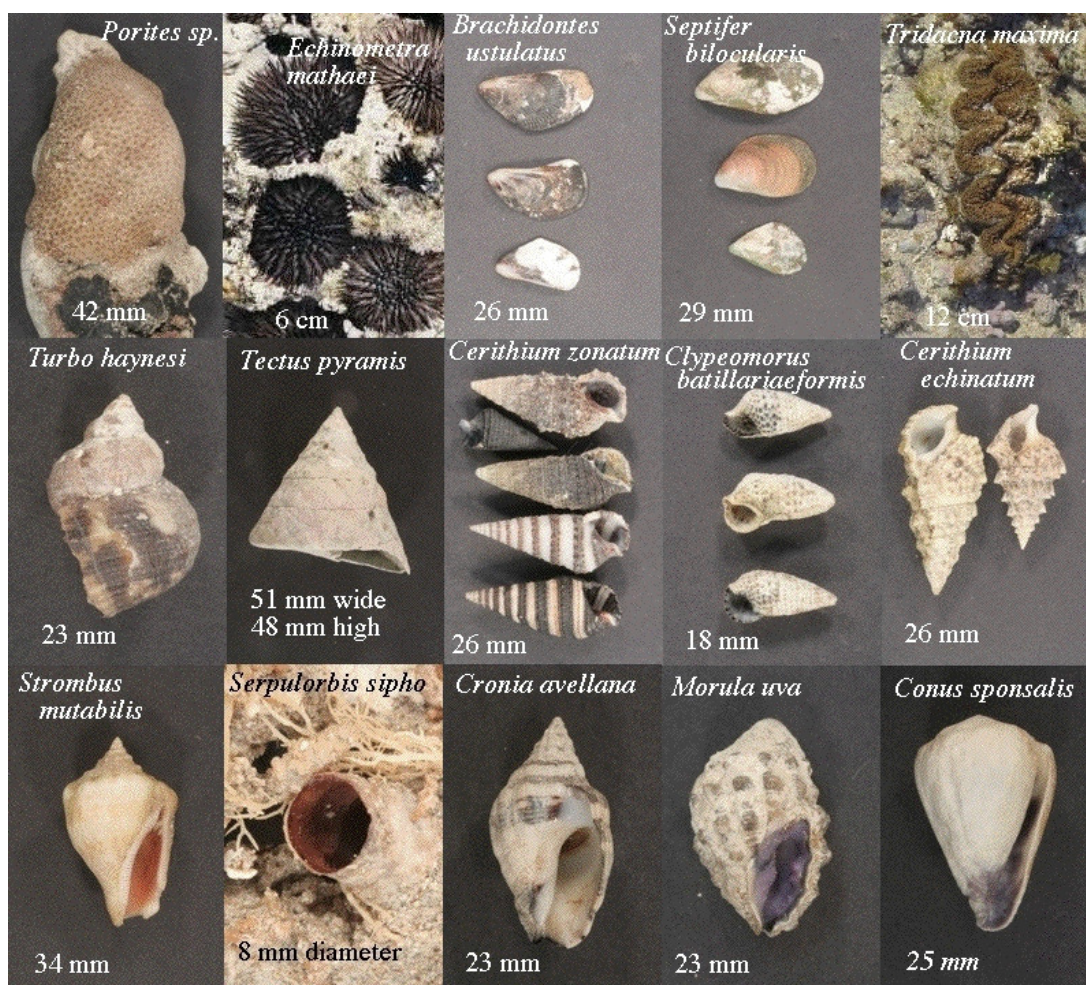 Porites sp.
42 mm
Echinometra
mathaei
6 cm
Brachidontes
ustulatus
26 mm
Septifer
bilocularis
29 mm
Tridacna maxima
12 cm
Turbo haynesi
23 mm
Tectus pyramis
51 mm wide
48 mm high
Cerithium zonatum
26 mm
Clypeomorus
batillariaeformis
18 mm
Cerithium
echinatum
26 mm
Strombus
mutabilis
34 mm
Serpulorbis sipho
8 mm diameter
Cronia avellana
23 mm
Morula uva
23 mm
Conus sponsalis
25 mm